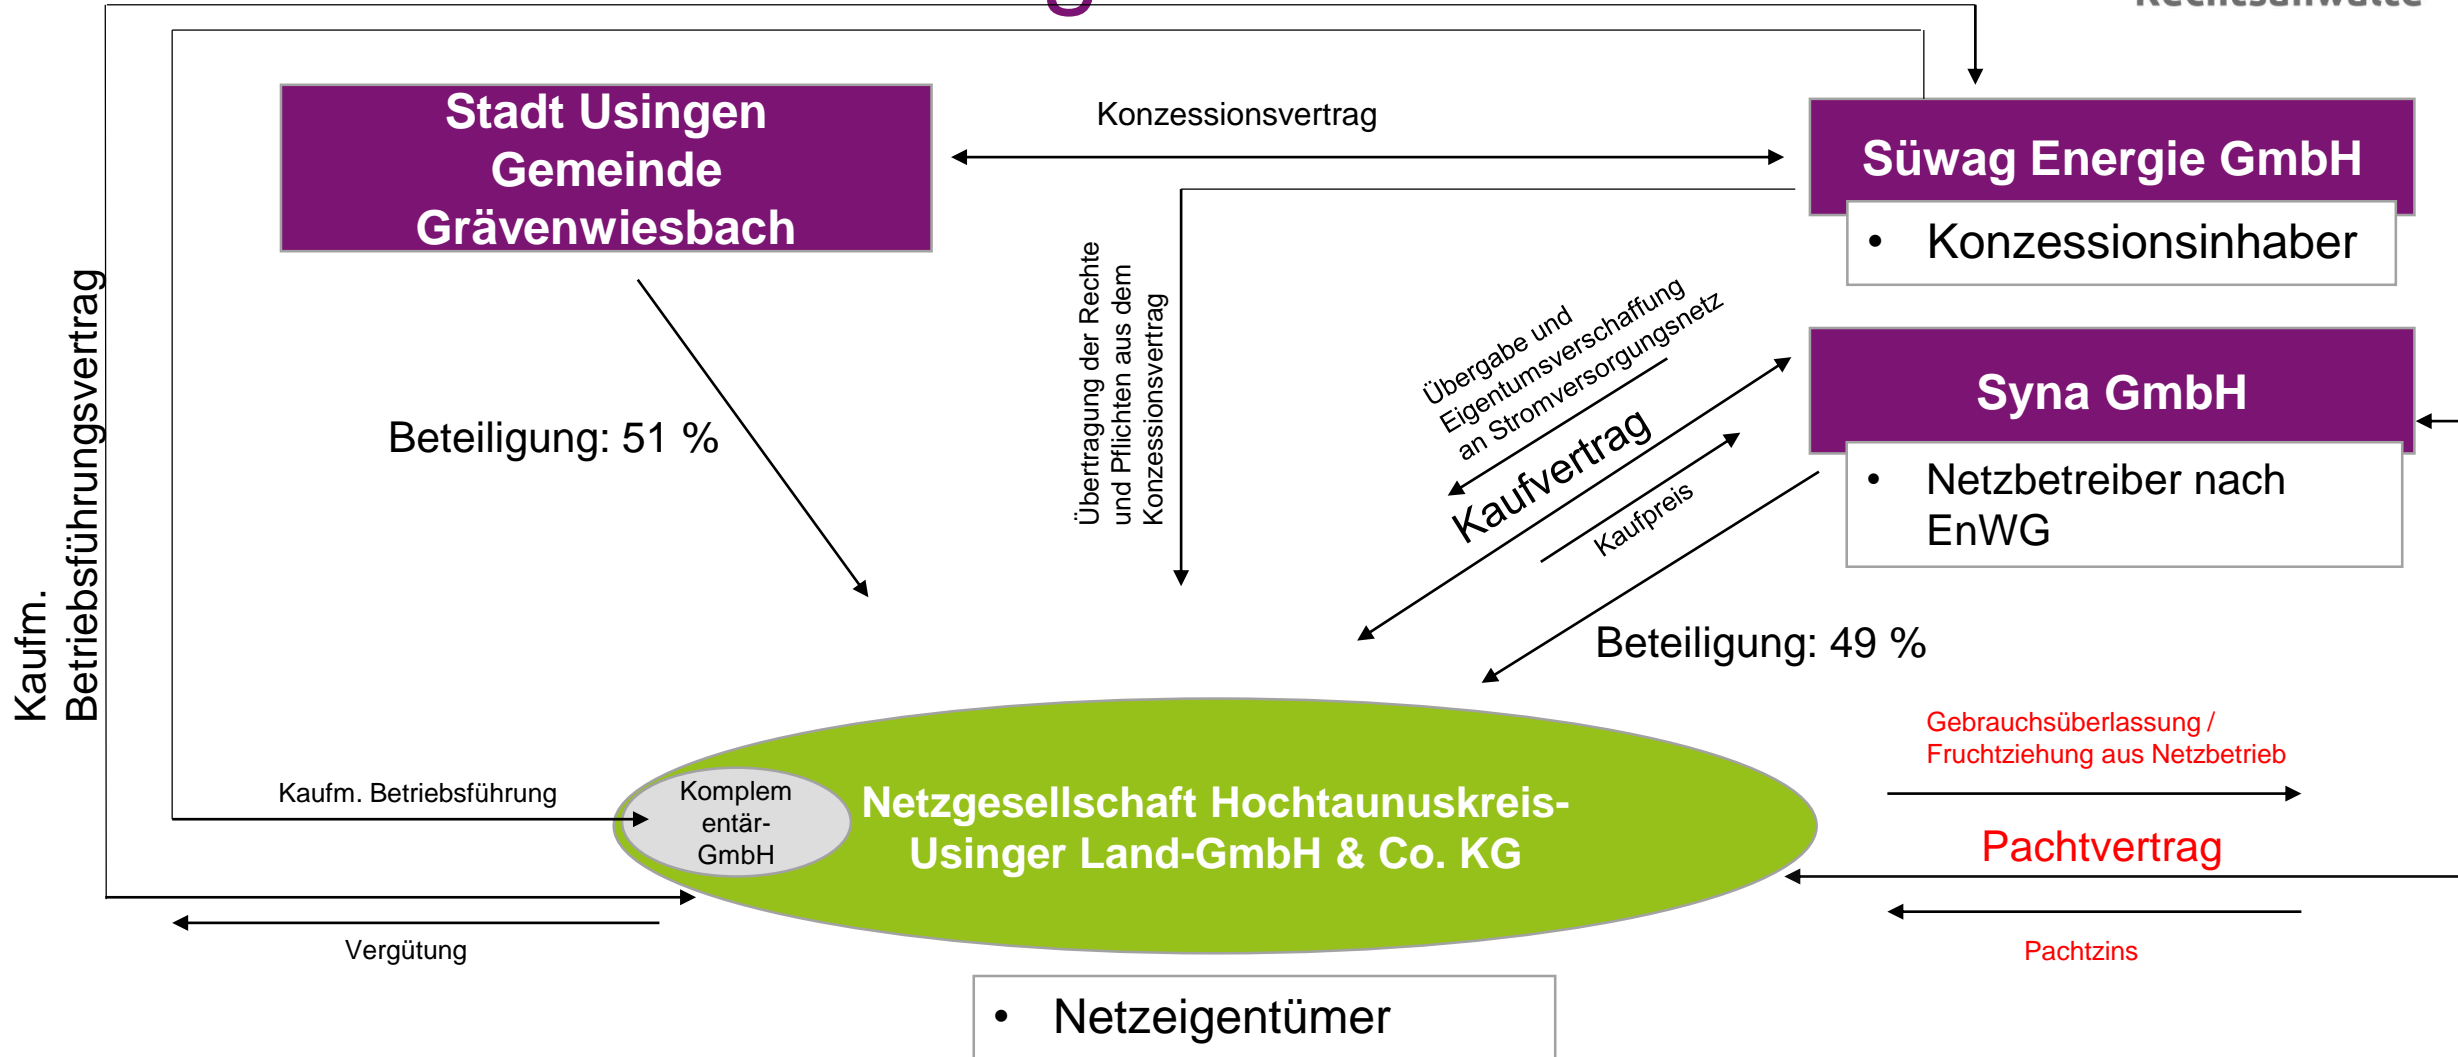 Rechtsanwälte
Stadt Usingen
Gemeinde
Grävenwiesbach
Konzessionsvertrag
Süwag Energie GmbH
• Konzessionsinhaber
Kaufm.
Betriebsführungsvertrag
Beteiligung: 51 %
Übertragung der Rechte
und Pflichten aus dem
Konzessionsvertrag
Übergabe und
Eigentumsverschaffung
an Stromversorgungsnetz
Kaufvertrag
Kaufpreis
Syna GmbH
• Netzbetreiber nach
EnWG
Beteiligung: 49 %
Gebrauchsüberlassung /
Fruchtziehung aus Netzbetrieb
Pachtvertrag
Pachtzins
Kaufm. Betriebsführung
Komplem
entär-
GmbH
Netzgesellschaft Hochtaunuskreis-
Usinger Land-GmbH & Co. KG
Vergütung
• Netzeigentümer